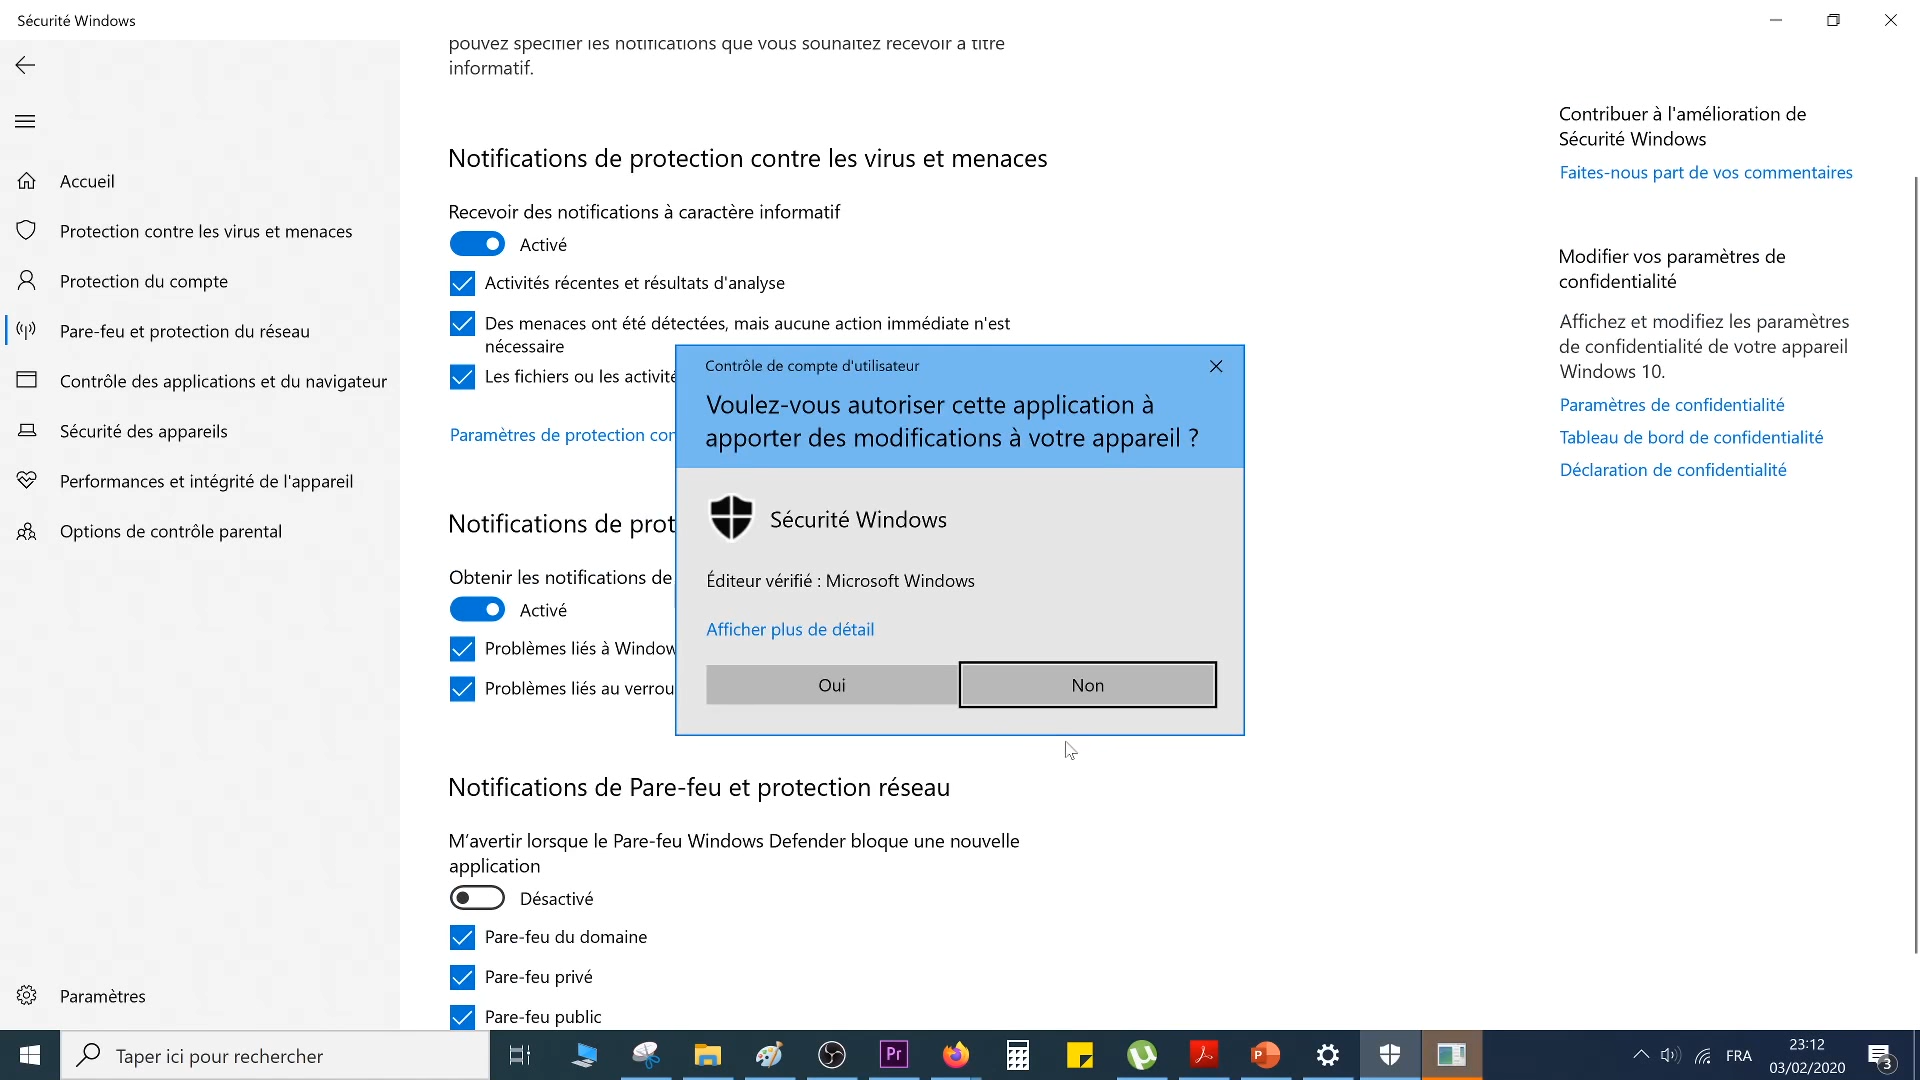 Sécurité Windows
Accueil
Protection contre les virus et menaces
Protection du compte
Pare-feu et protection du réseau
Contrôle des applications et du navigateur
Sécurité des appareils
Performances et intégrité de l'appareil
Options de contrôle parental
Paramètres
pouvez spécifier les notifications que vous souhaitez recevoir à titre
informatif.
Notifications de protection contre les virus et menaces
Recevoir des notifications à caractère informatif
Activé
Activités récentes et résultats d'analyse
Des menaces ont été détectées, mais aucune action immédiate n'est
nécessaire
Les fichiers ou les activité
Paramètres de protection con
Notifications de prot
Obtenir les notifications de
Activé
Problèmes liés à Window
Problèmes liés au verrou
Notifications de Pare-feu et protection réseau
M’avertir lorsque le Pare-feu Windows Defender bloque une nouvelle
application
Désactivé
Pare-feu du domaine
Pare-feu privé
Pare-feu public
Contrôle de compte d'utilisateur
Voulez-vous autoriser cette application à
apporter des modifications à votre appareil ?
Sécurité Windows
Éditeur vérifié : Microsoft Windows
Afficher plus de détail
Oui
Non
Contribuer à l'amélioration de
Sécurité Windows
Faites-nous part de vos commentaires
Modifier vos paramètres de
confidentialité
Affichez et modifiez les paramètres
de confidentialité de votre appareil
Windows 10.
Paramètres de confidentialité
Tableau de bord de confidentialité
Déclaration de confidentialité
Taper ici pour rechercher
Pr
P
FRA
23:12
03/02/2020
3